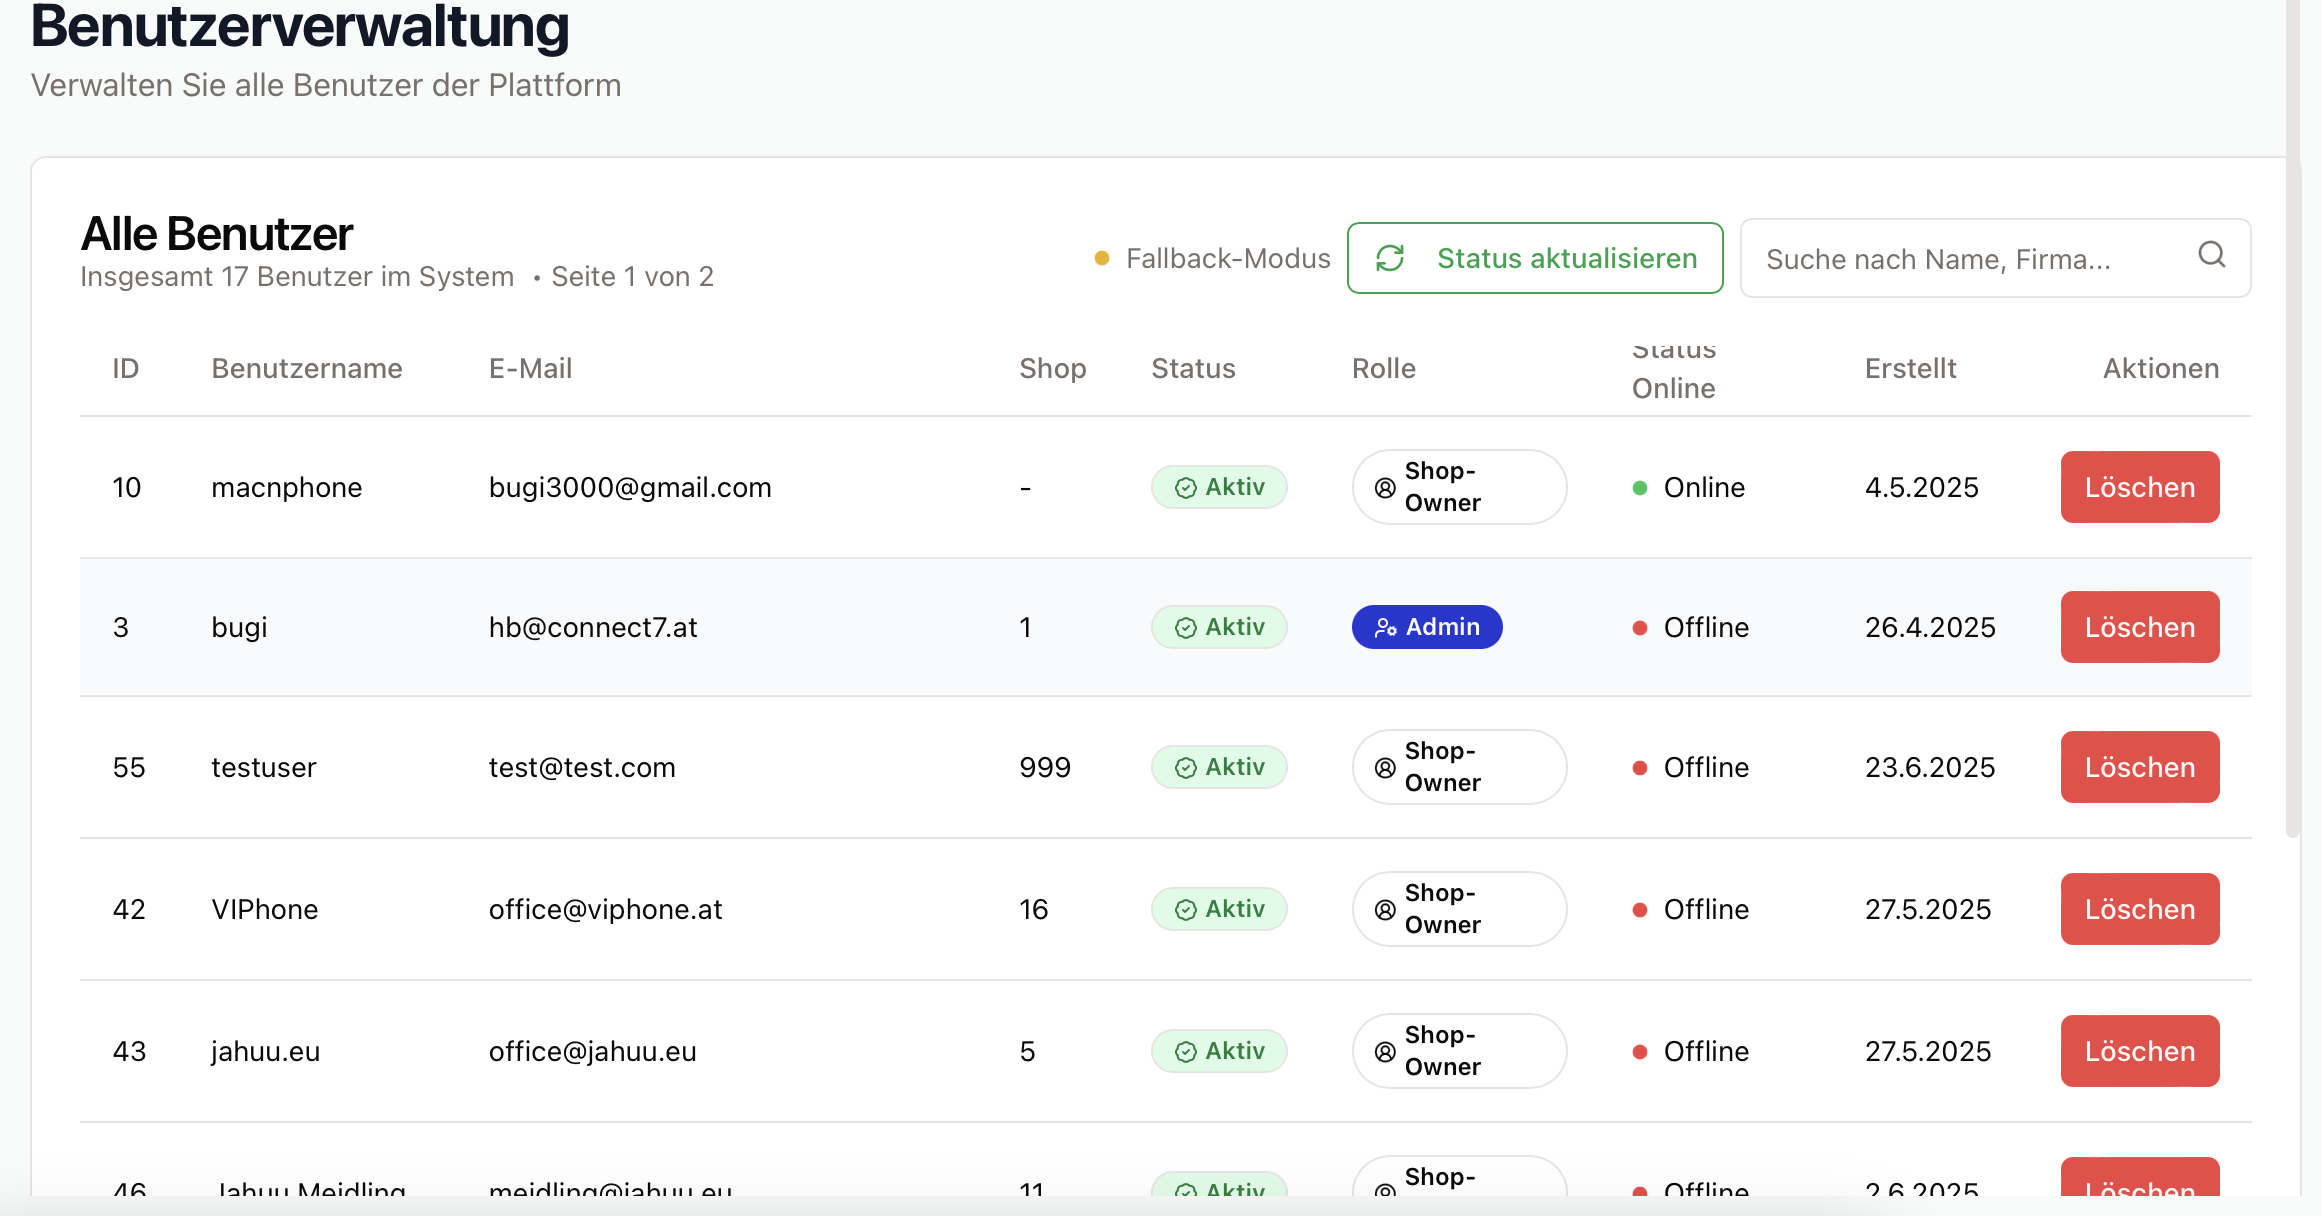 Benutzerverwaltung
Verwalten Sie alle Benutzer der Plattform
Alle Benutzer
Insgesamt 17 Benutzer im System • Seite 1 von 2
Fallback-Modus
Status aktualisieren
Suche nach Name, Firma...
ID Benutzername E-Mail Shop Status Rolle Status Online Erstellt Aktionen
10 macnphone bugi3000@gmail.com - Aktiv Shop-Owner Online 4.5.2025 Löschen
3 bugi hb@connect7.at 1 Aktiv Admin Offline 26.4.2025 Löschen
55 testuser test@test.com 999 Aktiv Shop-Owner Offline 23.6.2025 Löschen
42 VIPhone office@viphone.at 16 Aktiv Shop-Owner Offline 27.5.2025 Löschen
43 jahuu.eu office@jahuu.eu 5 Aktiv Shop-Owner Offline 27.5.2025 Löschen
46 Jahuu Meidling meidling@jahuu.eu 11 Aktiv Shop- Offline 2.6.2025 Löschen